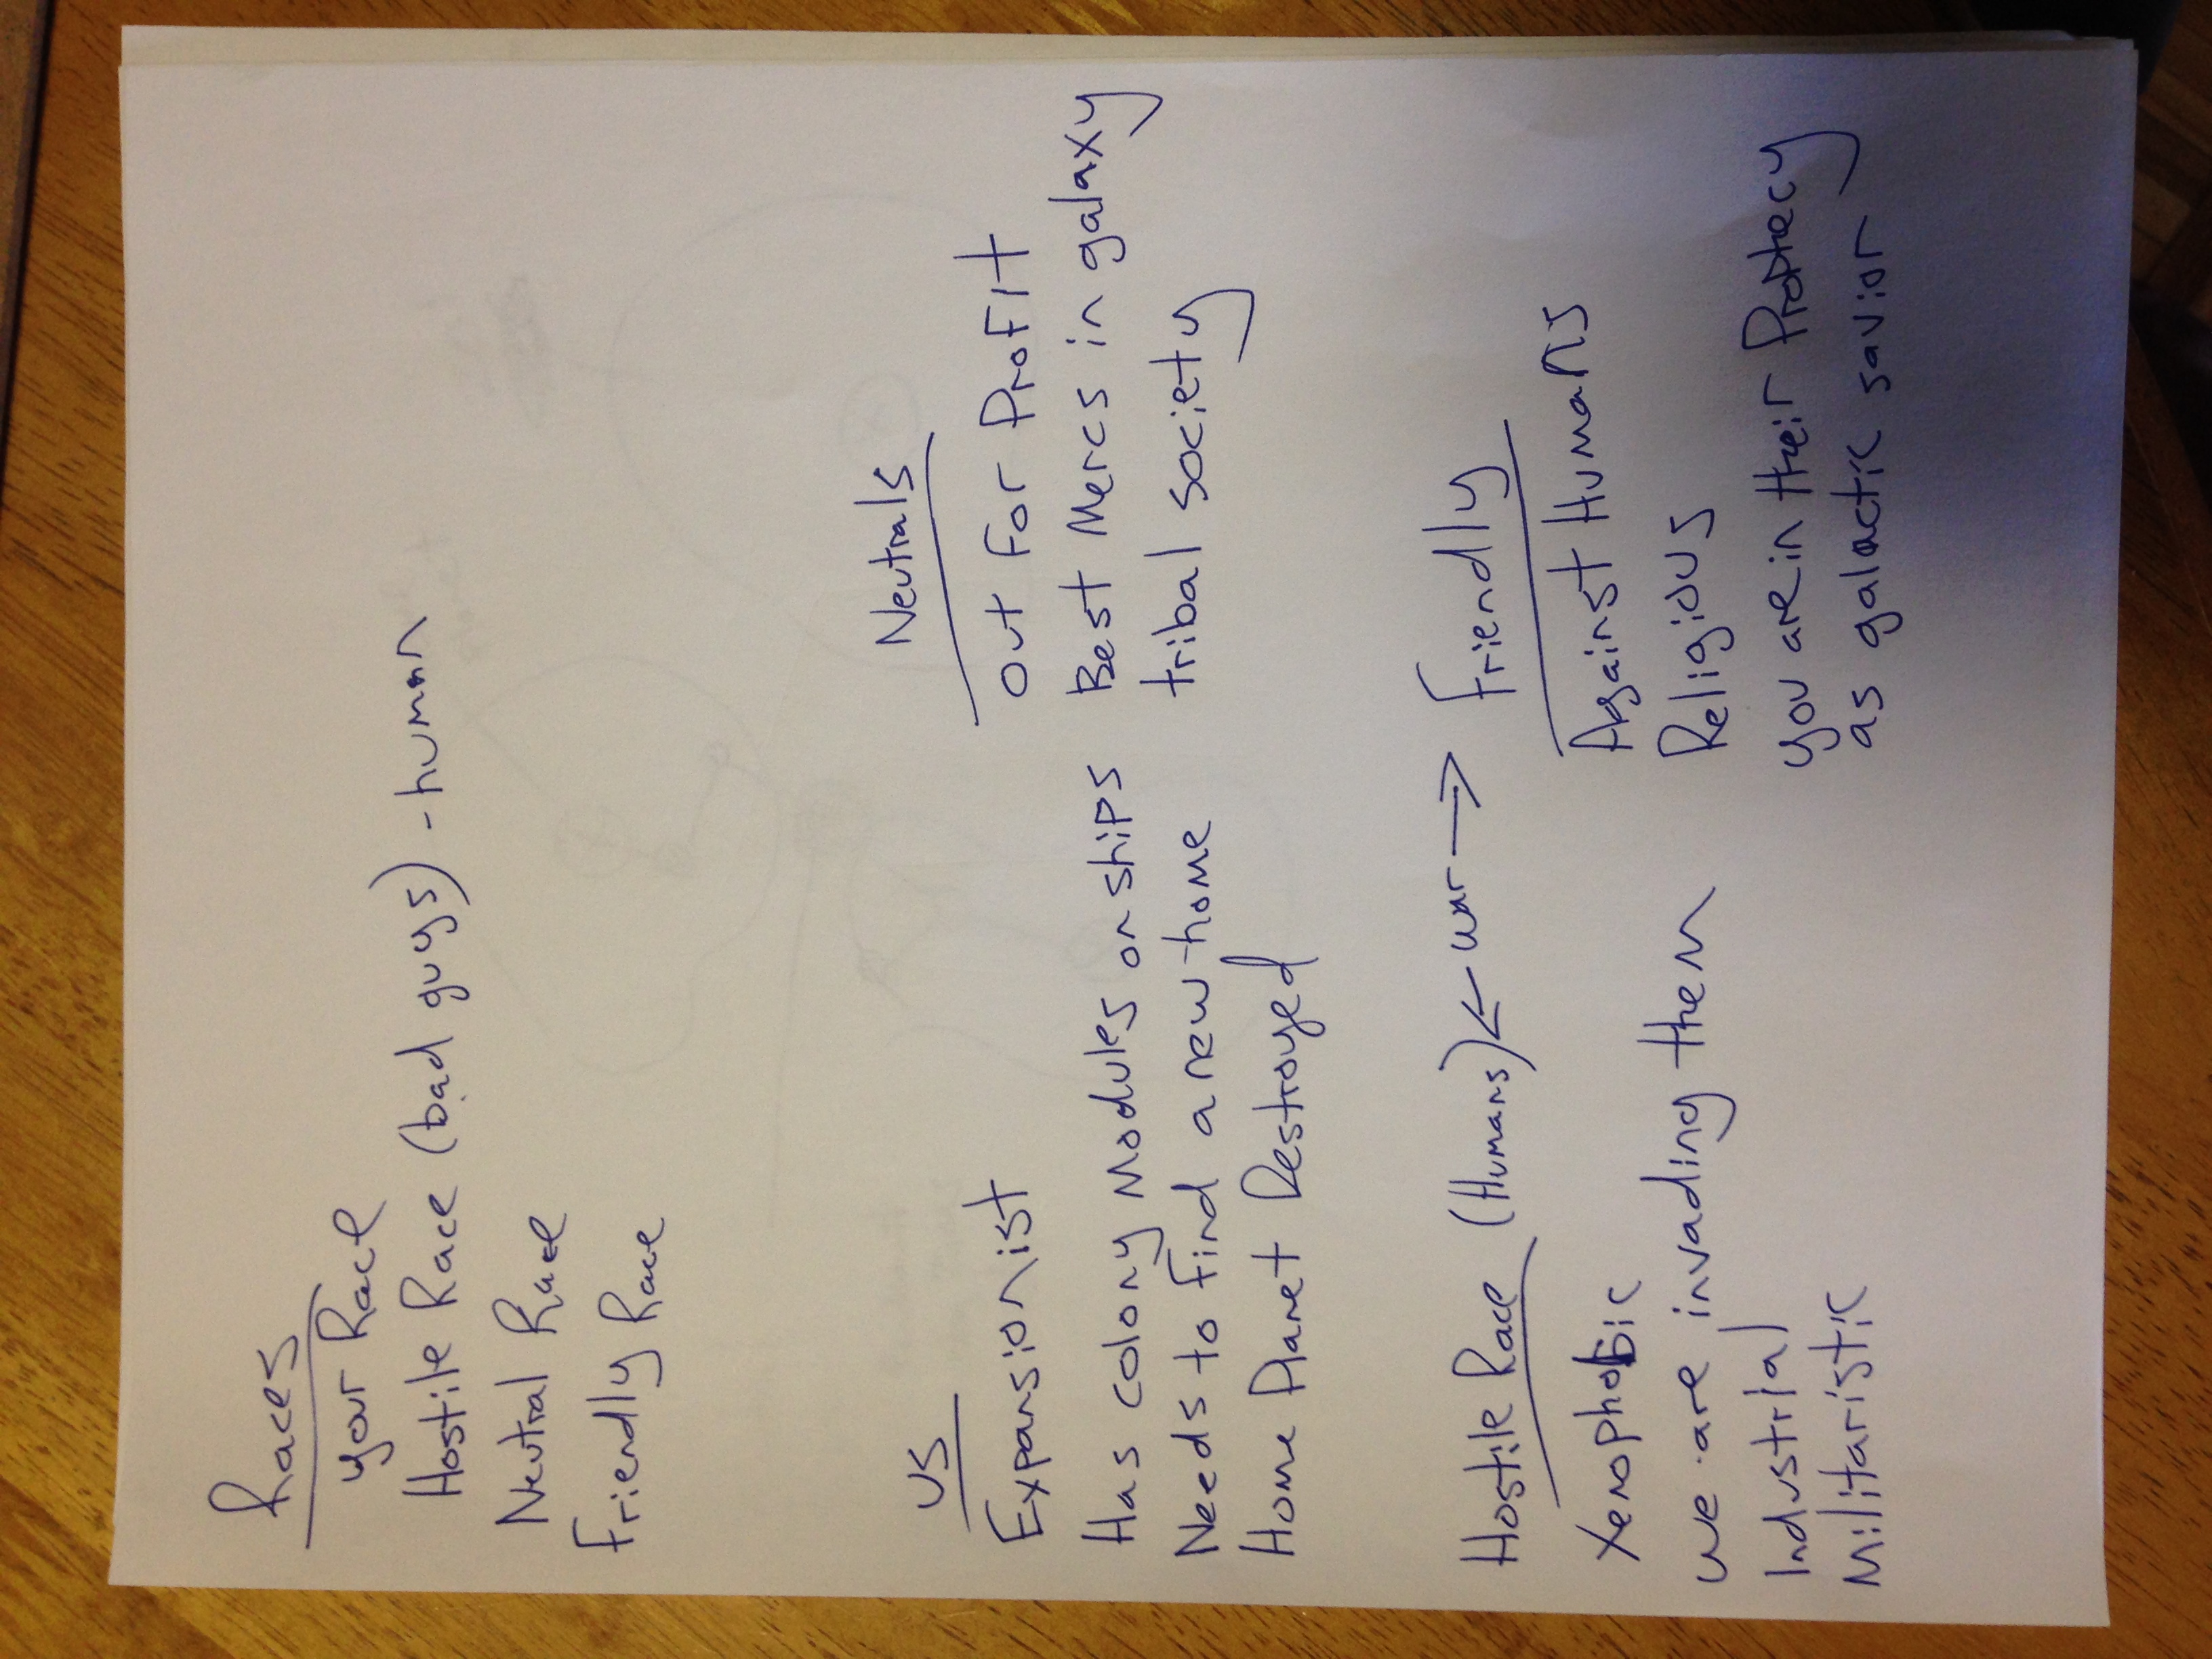 Races
your Race
Hostile Race (bad guys) - human
Neutral Race
Friendly Race
US
Expansionist
Has colony Modules on ships
Needs to find a new home
Home Planet Destroyed
Neutrals
out For ProFit
Best Mercs in galaxy
tribal society
Hostile Race (Humans) ← war →
Xenophobic
we are invading them
Industrial
Militaristic
Friendly
Against Humans
Religious
you are in their Prophecy
as galactic savior